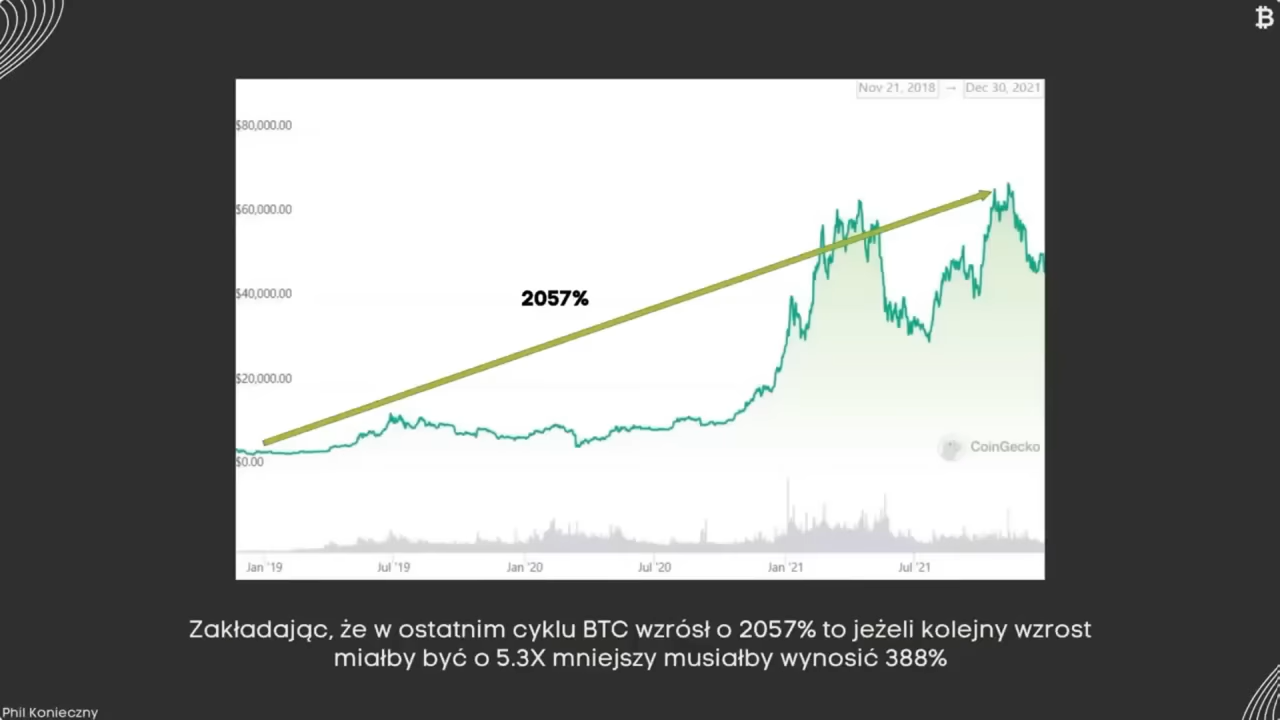 ₿
Nov 21, 2018 → Dec 30, 2021
$80,000.00
$60,000.00
2057%
$40,000.00
$20,000.00
CoinGecko
$0.00
Jan '19 Jul '19 Jan '20 Jul '20 Jan '21 Jul '21
Zakładając, że w ostatnim cyklu BTC wzrósł o 2057% to jeżeli kolejny wzrost
miałby być o 5.3X mniejszy musiałby wynosić 388%
Phil Konieczny